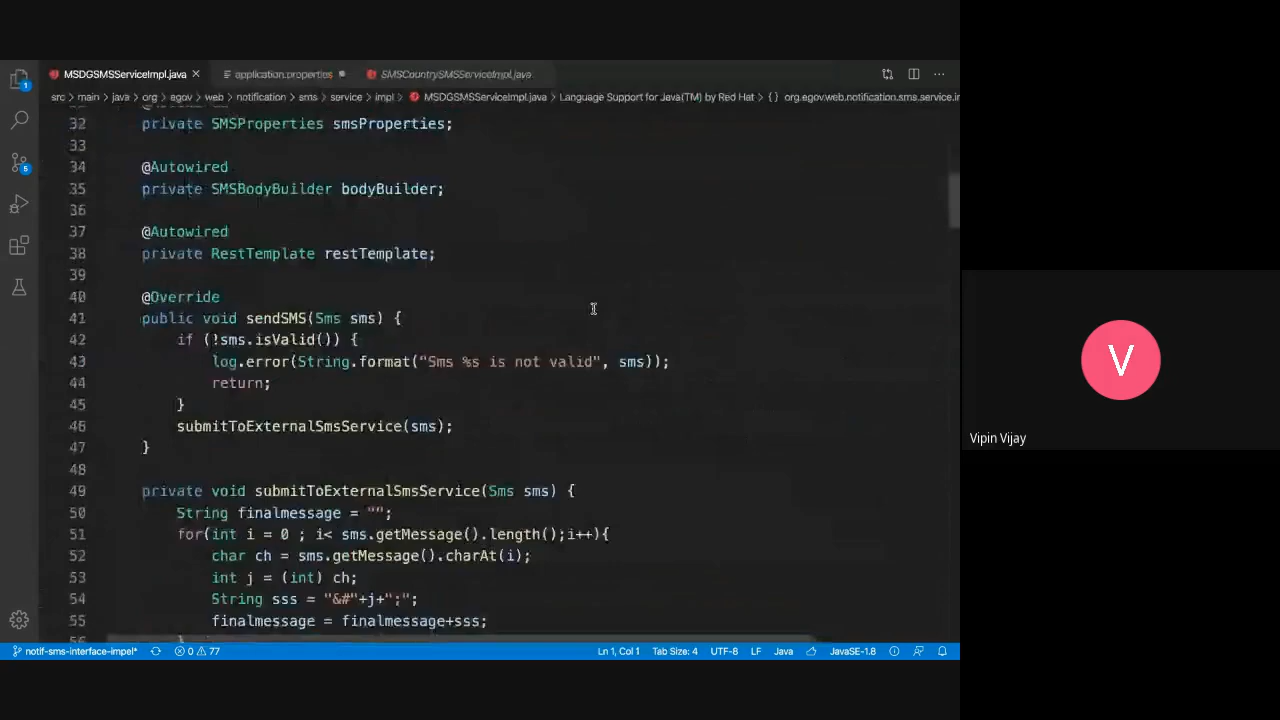 MSDGSMSServiceImpl.java application.properties SMSCountrySMSServiceImpl.java
src > main > java > org > egov > web > notification > sms > service > impl > MSDGSMSServiceImpl.java > Language Support for Java(TM) by Red Hat > {} org.egov.web.notification.sms.service.in
32 private SMSProperties smsProperties;
33
34 @Autowired
35 private SMSBodyBuilder bodyBuilder;
36
37 @Autowired
38 private RestTemplate restTemplate;
39
40 @Override
41 public void sendSMS(Sms sms) {
42 if (!sms.isValid()) {
43 log.error(String.format("Sms %s is not valid", sms));
44 return;
45 }
46 submitToExternalSmsService(sms);
47 }
48
49 private void submitToExternalSmsService(Sms sms) {
50 String finalmessage = "";
51 for(int i = 0 ; i< sms.getMessage().length();i++){
52 char ch = sms.getMessage().charAt(i);
53 int j = (int) ch;
54 String sss = "&#"+j+";";
55 finalmessage = finalmessage+sss;
56 }
1
5
notif-sms-interface-impel* 0 77 Ln 1, Col 1 Tab Size: 4 UTF-8 LF Java JavaSE-1.8
V
Vipin Vijay